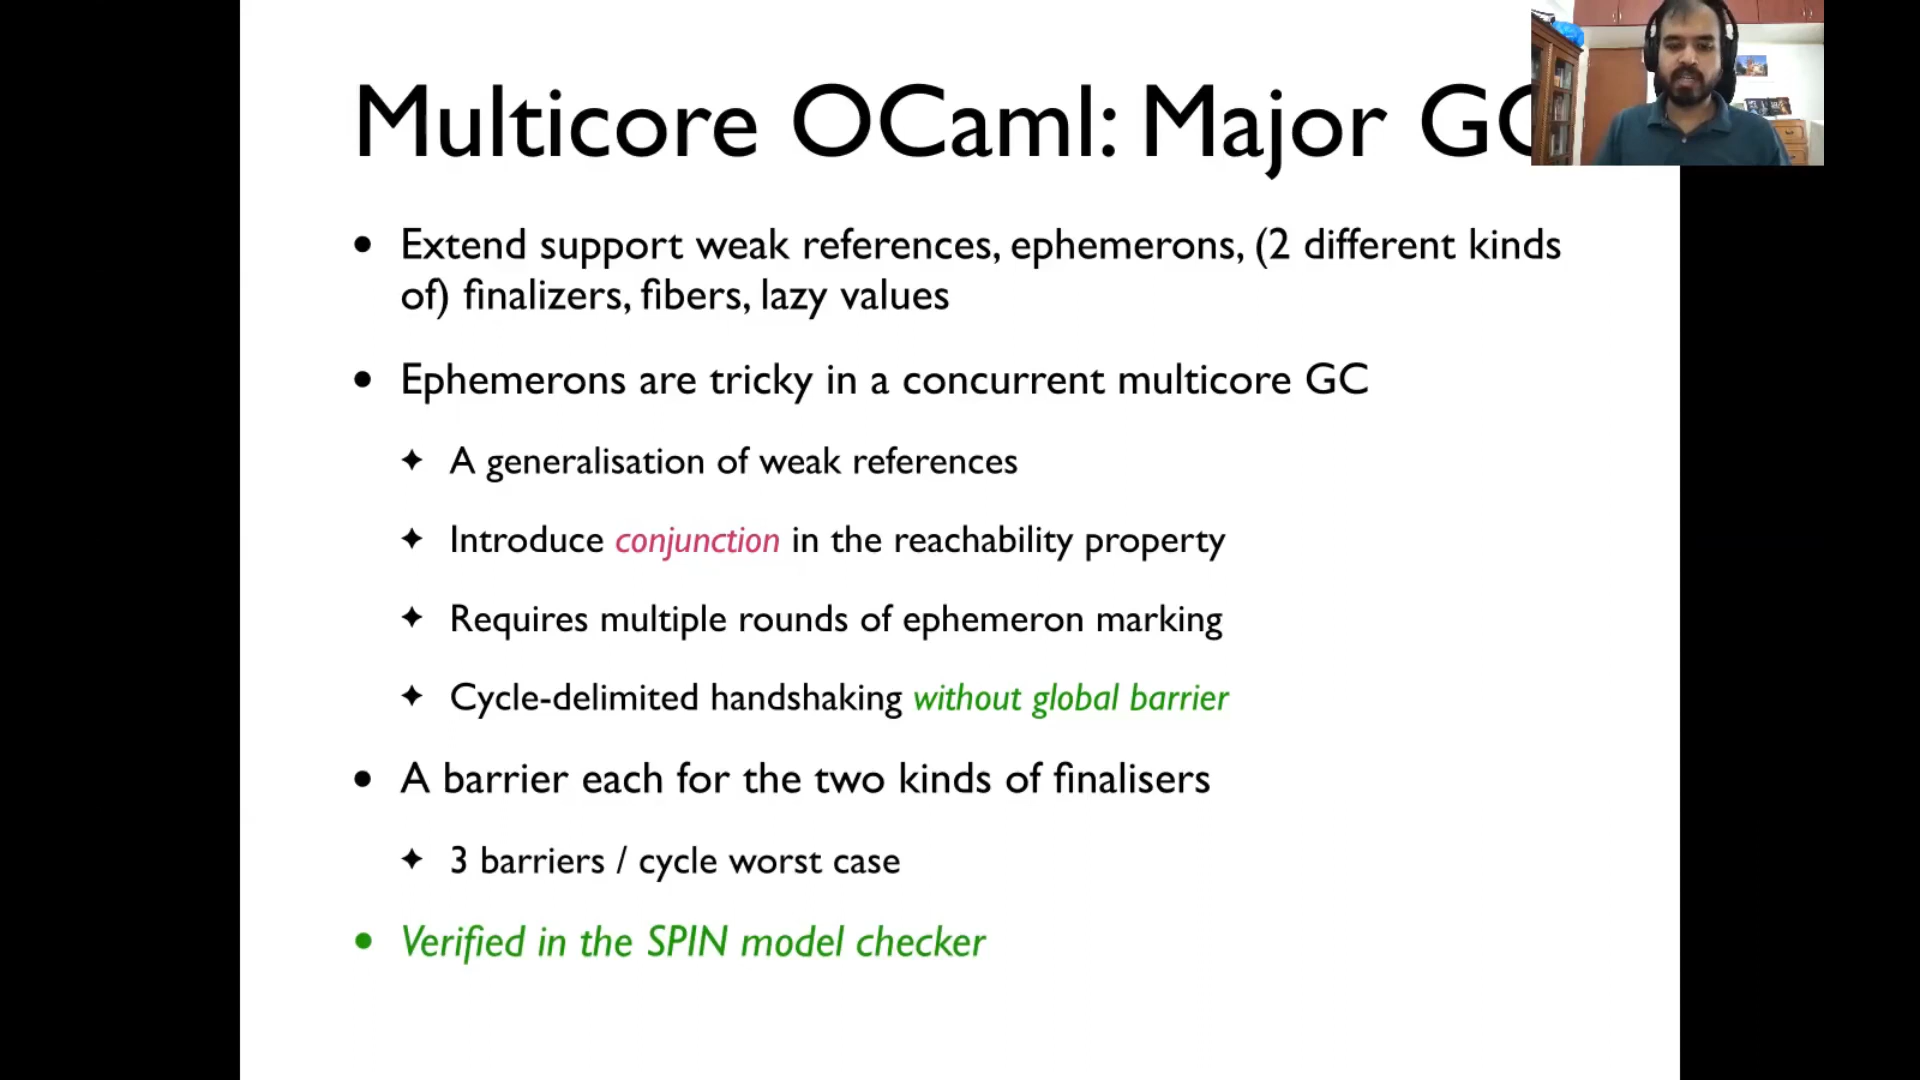 Multicore OCaml: Major GC
• Extend support weak references, ephemerons, (2 different kinds
of) finalizers, fibers, lazy values
• Ephemerons are tricky in a concurrent multicore GC
✦ A generalisation of weak references
✦ Introduce conjunction in the reachability property
✦ Requires multiple rounds of ephemeron marking
✦ Cycle-delimited handshaking without global barrier
• A barrier each for the two kinds of finalisers
✦ 3 barriers / cycle worst case
• Verified in the SPIN model checker